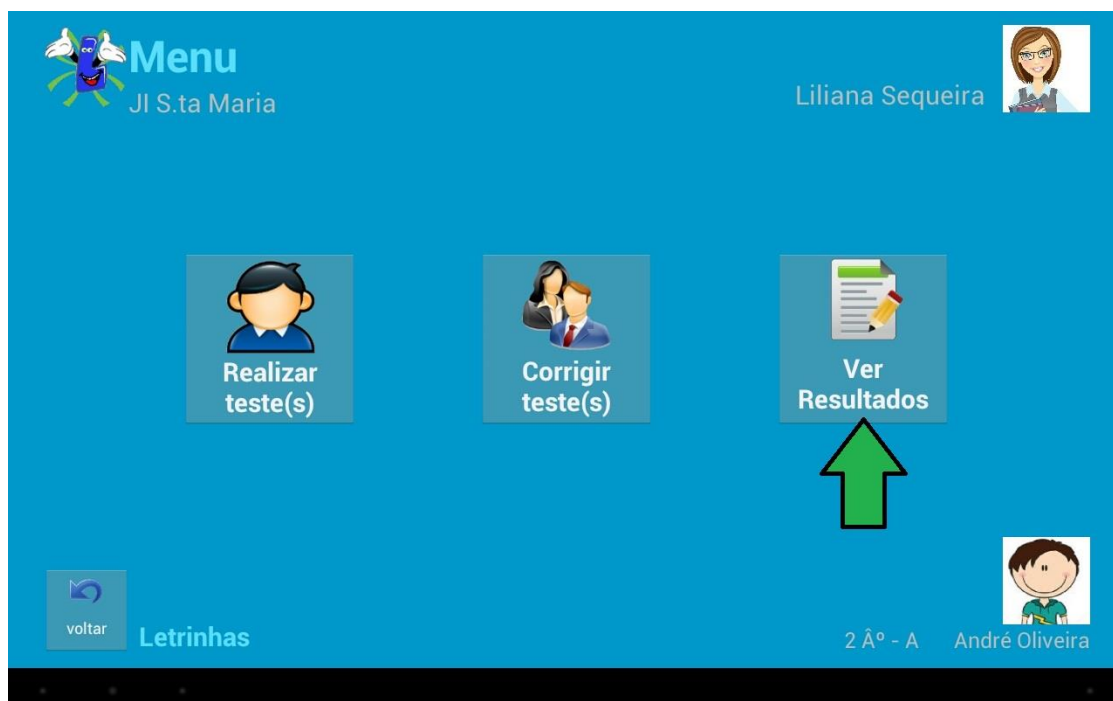 Menu
JI S.ta Maria
Liliana Sequeira
Realizar
teste(s)
Corrigir
teste(s)
Ver
Resultados
voltar
Letrinhas
2 Âº - A
André Oliveira